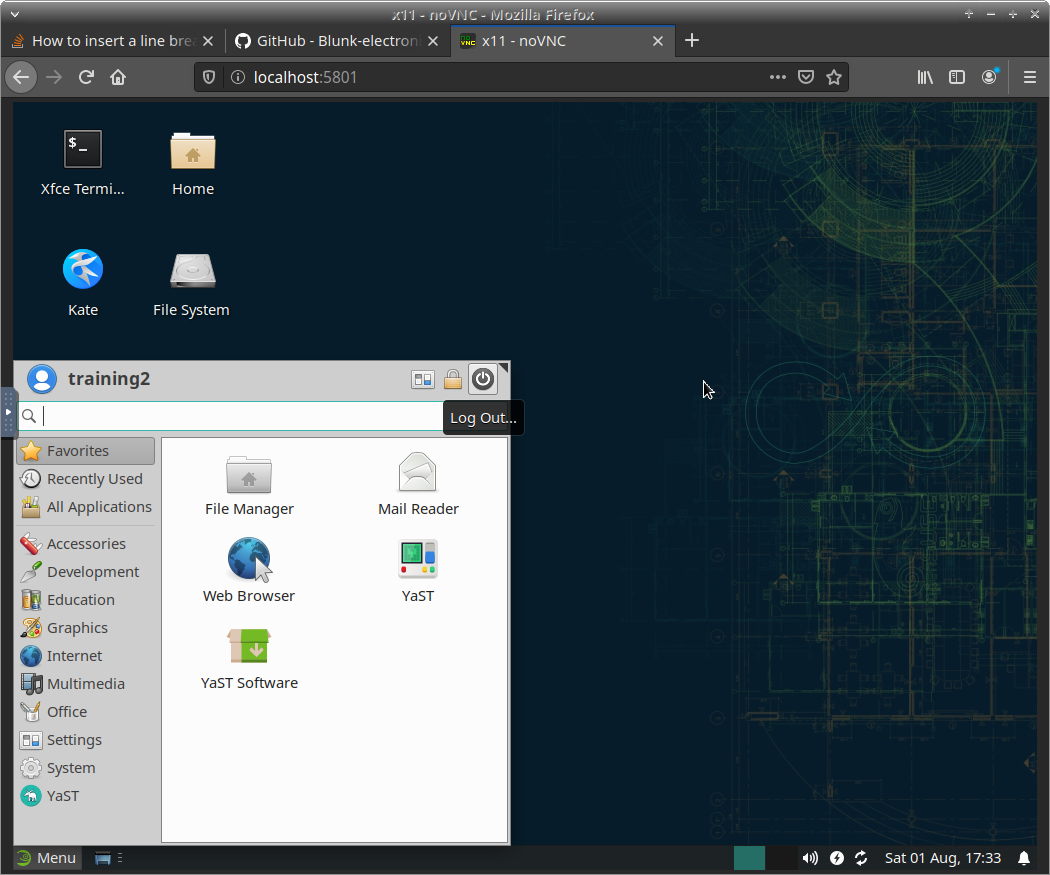 x11 - noVNC - Mozilla Firefox
How to insert a line bre
GitHub - Blunk-electron
x11 - noVNC
localhost:5801
$_
Xfce Termi...
Home
Kate
File System
training2
Log Out...
Favorites
Recently Used
All Applications
Accessories
Development
Education
Graphics
Internet
Multimedia
Office
Settings
System
YaST
File Manager
Mail Reader
Web Browser
YaST
YaST Software
Menu
Sat 01 Aug, 17:33